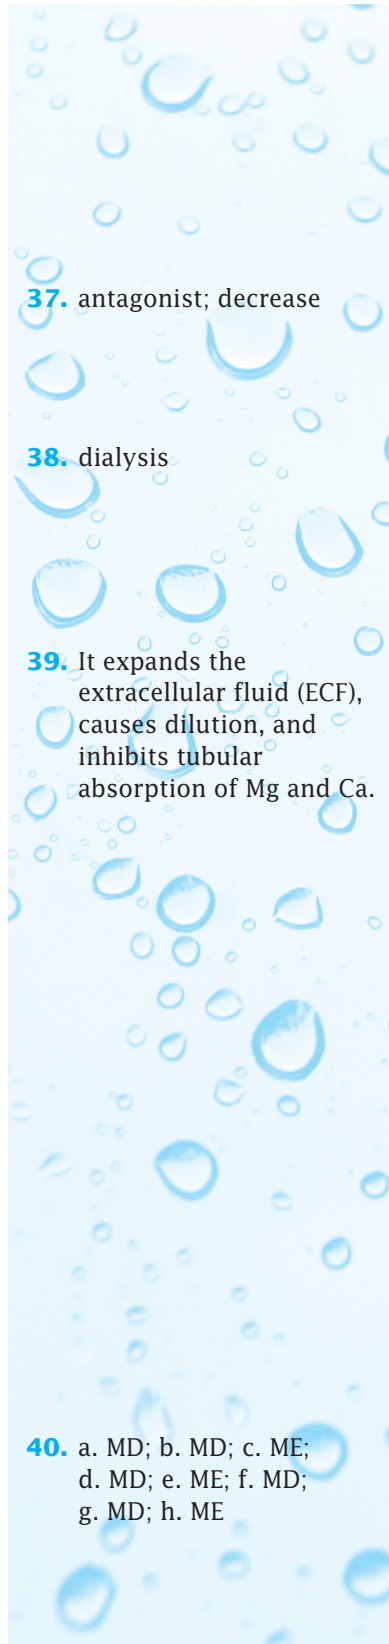 37. antagonist; decrease
38. dialysis
39. It expands the
extracellular fluid (ECF),
causes dilution, and
inhibits tubular
absorption of Mg and Ca.
40. a. MD; b. MD; c. ME;
d. MD; e. ME; f. MD;
g. MD; h. ME